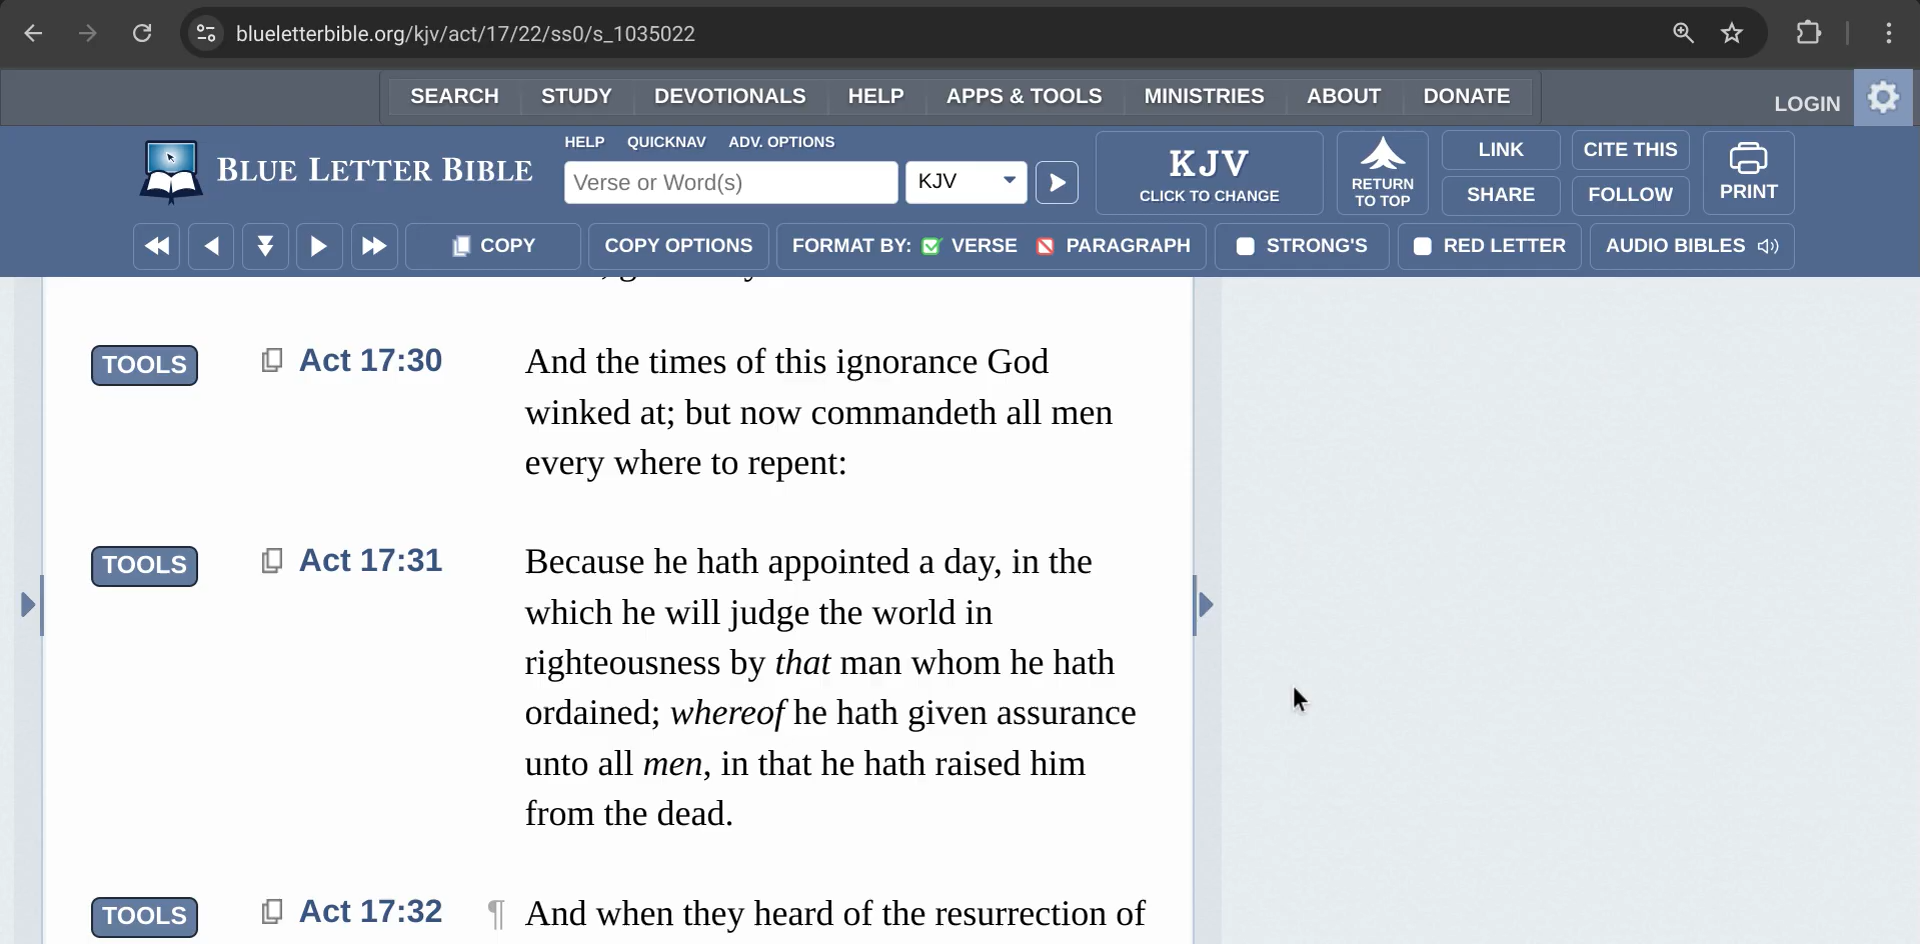 blueletterbible.org/kjv/act/17/22/ss0/s_1035022
SEARCH STUDY DEVOTIONALS HELP APPS & TOOLS MINISTRIES ABOUT DONATE LOGIN
BLUE LETTER BIBLE
HELP QUICKNAV ADV. OPTIONS
Verse or Word(s) KJV
KJV
CLICK TO CHANGE
RETURN
TO TOP
LINK CITE THIS
SHARE FOLLOW
PRINT
COPY COPY OPTIONS FORMAT BY: VERSE PARAGRAPH STRONG'S RED LETTER AUDIO BIBLES
TOOLS Act 17:30 And the times of this ignorance God
winked at; but now commandeth all men
every where to repent:
TOOLS Act 17:31 Because he hath appointed a day, in the
which he will judge the world in
righteousness by that man whom he hath
ordained; whereof he hath given assurance
unto all men, in that he hath raised him
from the dead.
TOOLS Act 17:32 ¶ And when they heard of the resurrection of